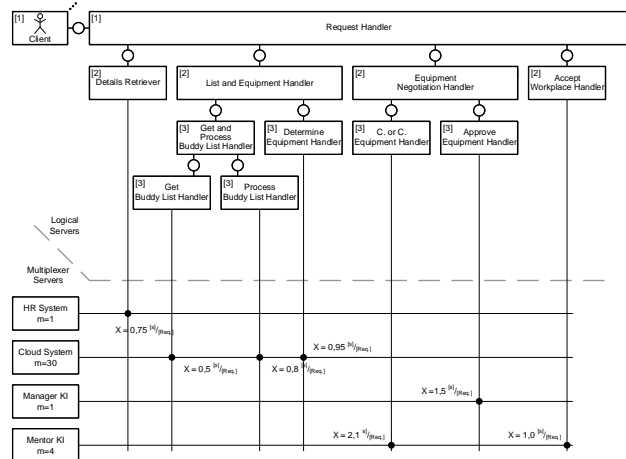 [1]
Client
[1]
Request Handler
[2]
Details Retriever
[2]
List and Equipment Handler
[2]
Equipment
Negotiation Handler
[2]
Accept
Workplace Handler
[3]
Get and
Process
Buddy List Handler
[3]
Determine
Equipment Handler
[3]
C. or C.
Equipment Handler
[3]
Approve
Equipment Handler
[3]
Get
Buddy List Handler
[3]
Process
Buddy List Handler
Logical
Servers
Multiplexer
Servers
HR System
m=1
X = 0,75 [s]/[Req.]
X = 0,95 [s]/[Req.]
Cloud System
m=30
X = 0,5 [s]/[Req.]
X = 0,8 [s]/[Req.]
Manager KI
m=1
X =1,5 [s]/[Req.]
Mentor KI
m=4
X = 2,1 s]/[Req.]
X = 1,0 [s]/[Req.]